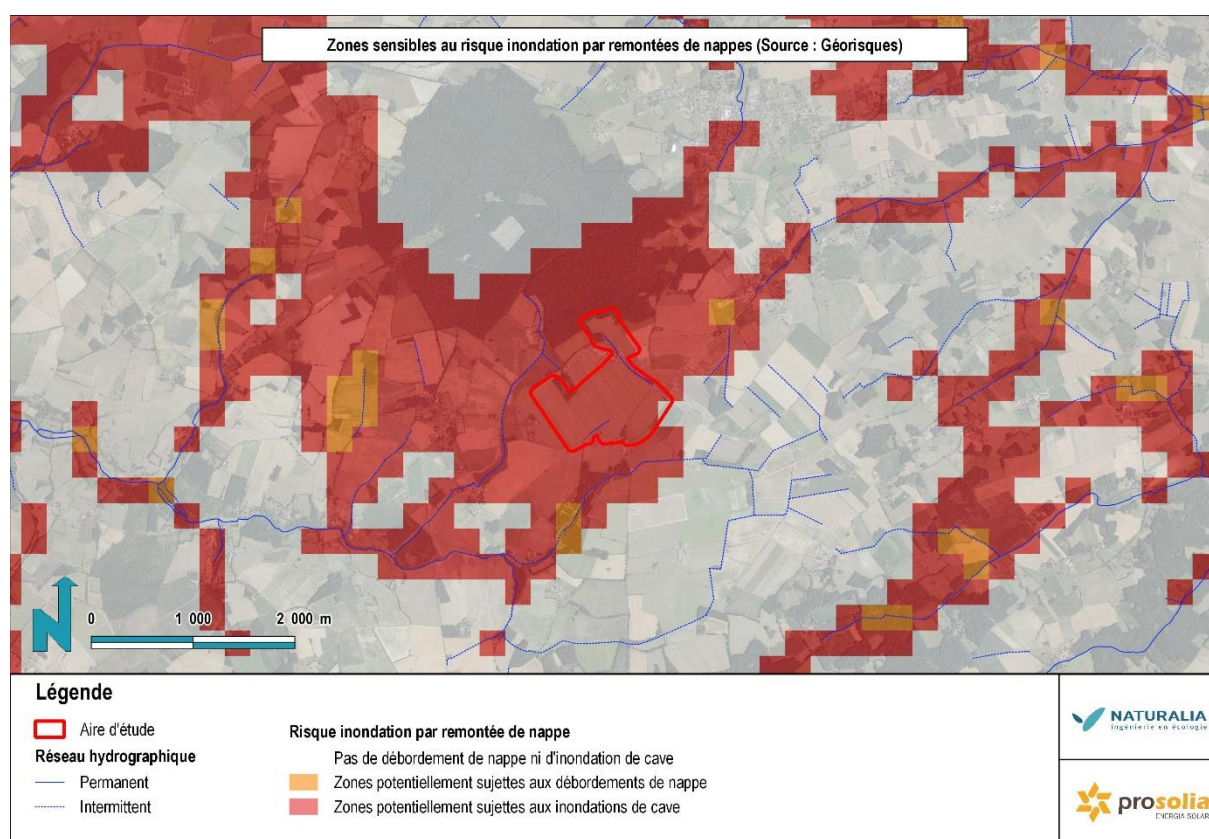 Zones sensibles au risque inondation par remontées de nappes (Source : Géorisques)
N
0 1 000 2 000 m
Légende
Aire d'étude
Réseau hydrographique
Permanent
Intermittent
Risque inondation par remontée de nappe
Pas de débordement de nappe ni d'inondation de cave
Zones potentiellement sujettes aux débordements de nappe
Zones potentiellement sujettes aux inondations de cave
NATURALIA
ingénierie en écologie
prosolia
ENERGIA SOLAR